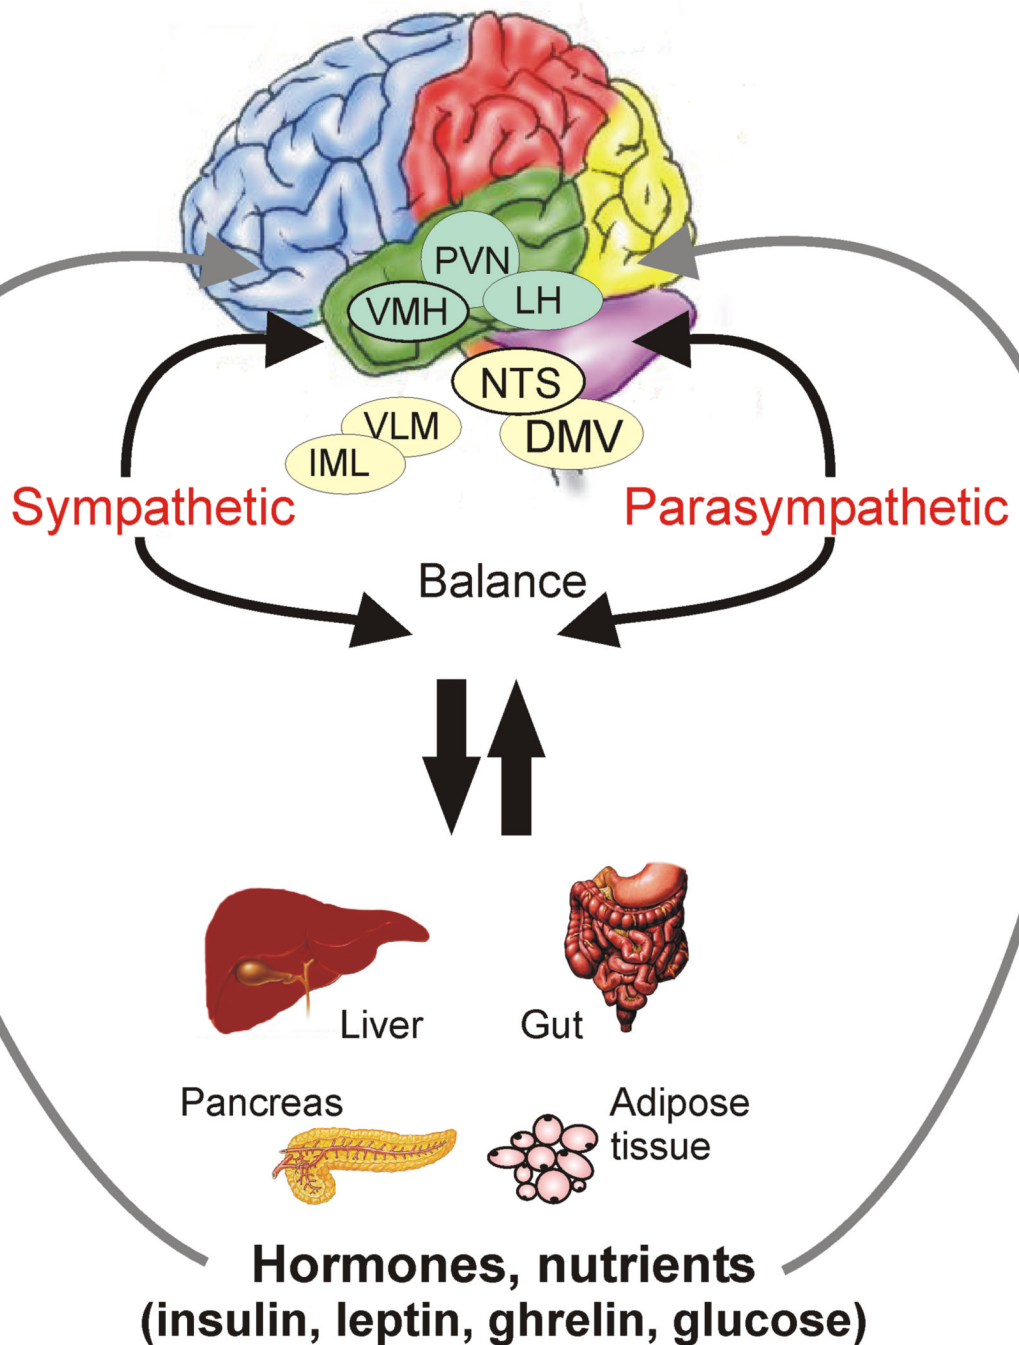 PVN
VMH
LH
NTS
VLM
DMV
IML
Sympathetic
Parasympathetic
Balance
Liver
Gut
Pancreas
Adipose
tissue
Hormones, nutrients
(insulin, leptin, ghrelin, glucose)